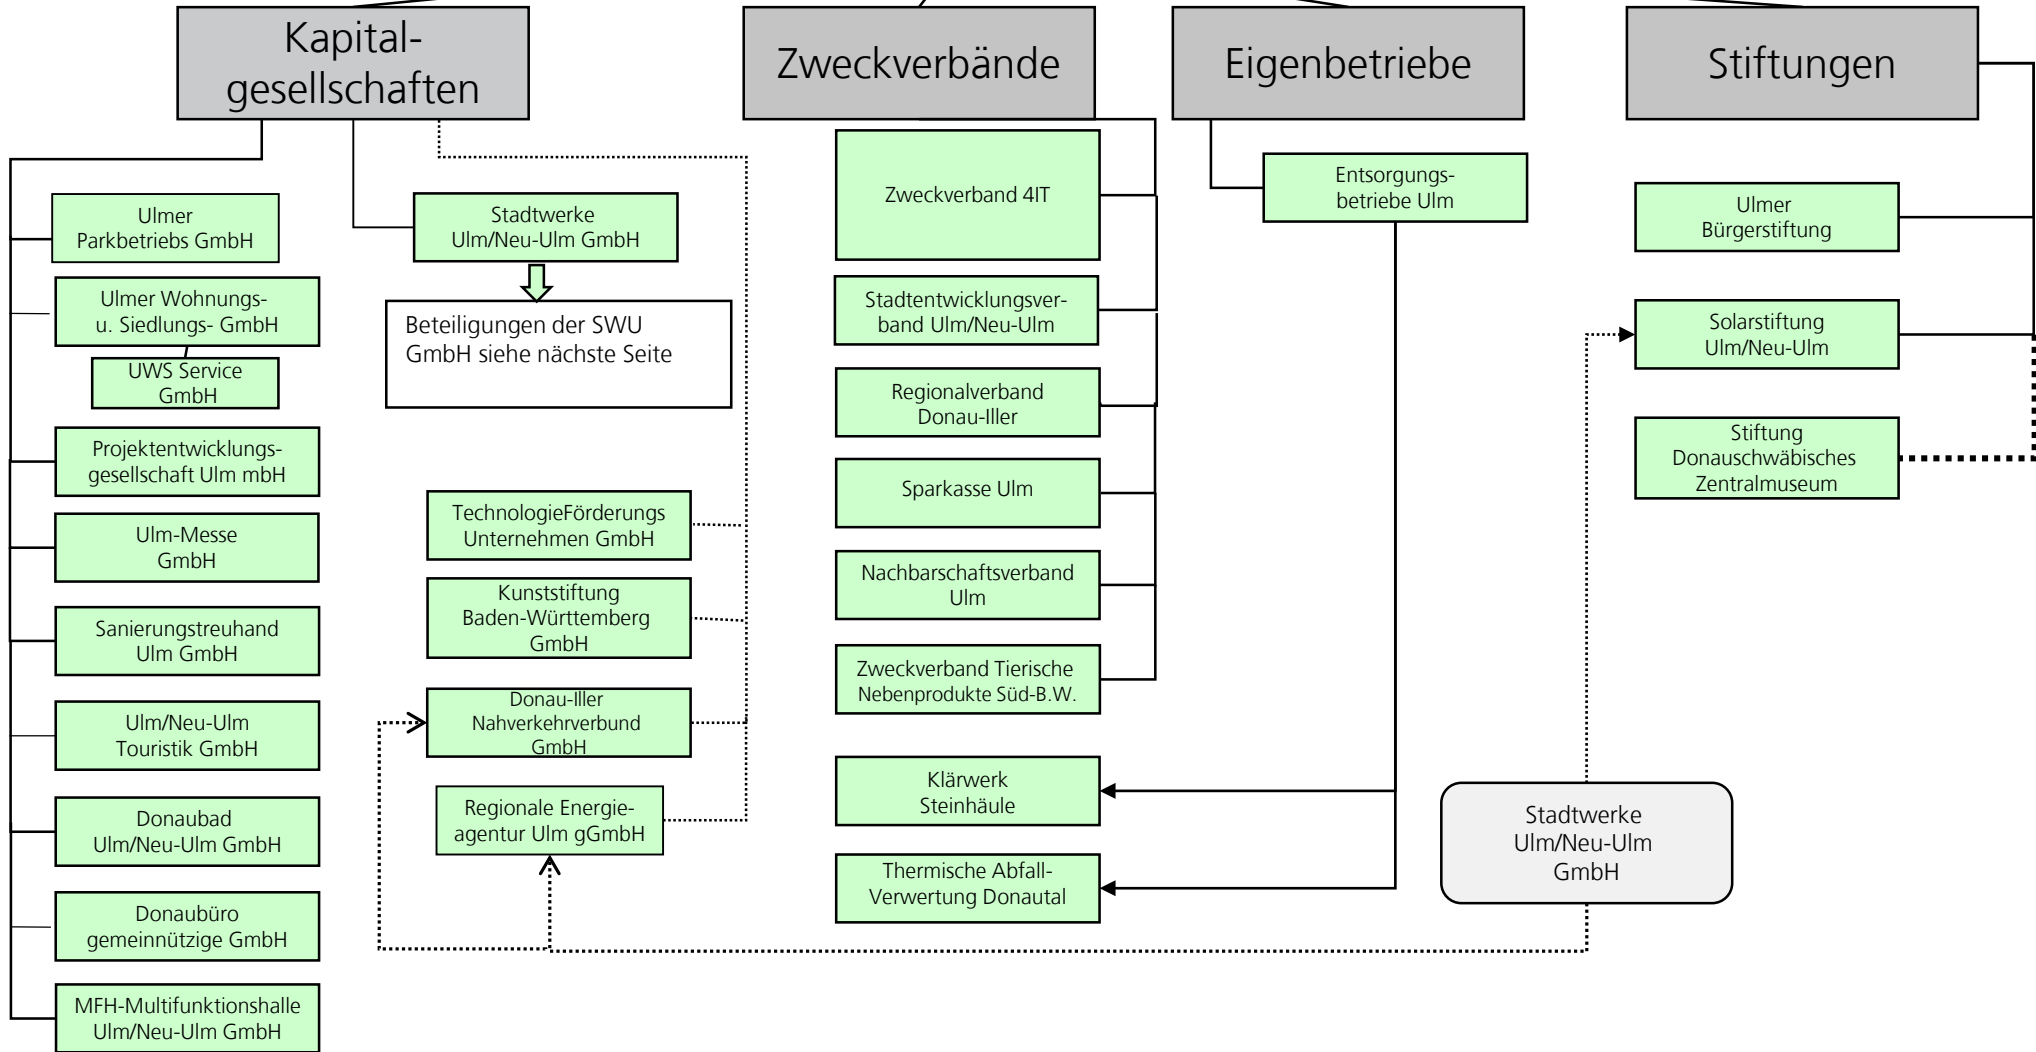 Kapital-
gesellschaften
Zweckverbände
Eigenbetriebe
Stiftungen
Ulmer
Parkbetriebs GmbH
Ulmer Wohnungs-
u. Siedlungs- GmbH
UWS Service
GmbH
Projektentwicklungs-
gesellschaft Ulm mbH
Ulm-Messe
GmbH
Sanierungstreuhand
Ulm GmbH
Ulm/Neu-Ulm
Touristik GmbH
Donaubad
Ulm/Neu-Ulm GmbH
Donaubüro
gemeinnützige GmbH
MFH-Multifunktionshalle
Ulm/Neu-Ulm GmbH
Stadtwerke
Ulm/Neu-Ulm GmbH
Beteiligungen der SWU
GmbH siehe nächste Seite
TechnologieFörderungs
Unternehmen GmbH
Kunststiftung
Baden-Württemberg
GmbH
Donau-Iller
Nahverkehrverbund
GmbH
Regionale Energie-
agentur Ulm gGmbH
Zweckverband 4IT
Stadtentwicklungsver-
band Ulm/Neu-Ulm
Regionalverband
Donau-Iller
Sparkasse Ulm
Nachbarschaftsverband
Ulm
Zweckverband Tierische
Nebenprodukte Süd-B.W.
Klärwerk
Steinhäule
Thermische Abfall-
Verwertung Donautal
Entsorgungs-
betriebe Ulm
Ulmer
Bürgerstiftung
Solarstiftung
Ulm/Neu-Ulm
Stiftung
Donauschwäbisches
Zentralmuseum
Stadtwerke
Ulm/Neu-Ulm
GmbH